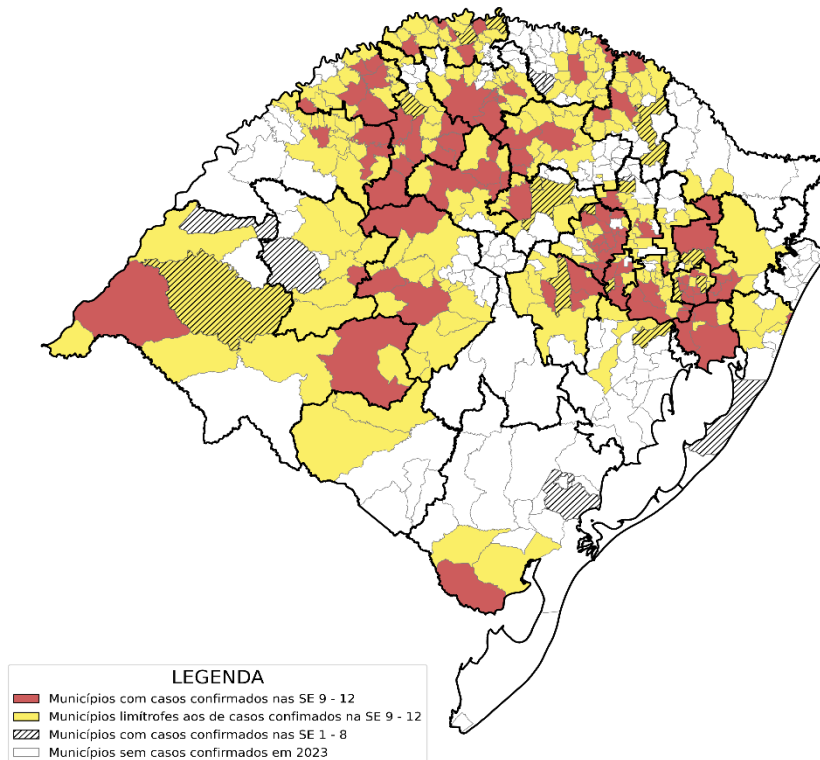 LEGENDA
Municípios com casos confirmados nas SE 9 - 12
Municípios limítrofes aos de casos confimados na SE 9 - 12
Municípios com casos confirmados nas SE 1 - 8
Municípios sem casos confirmados em 2023